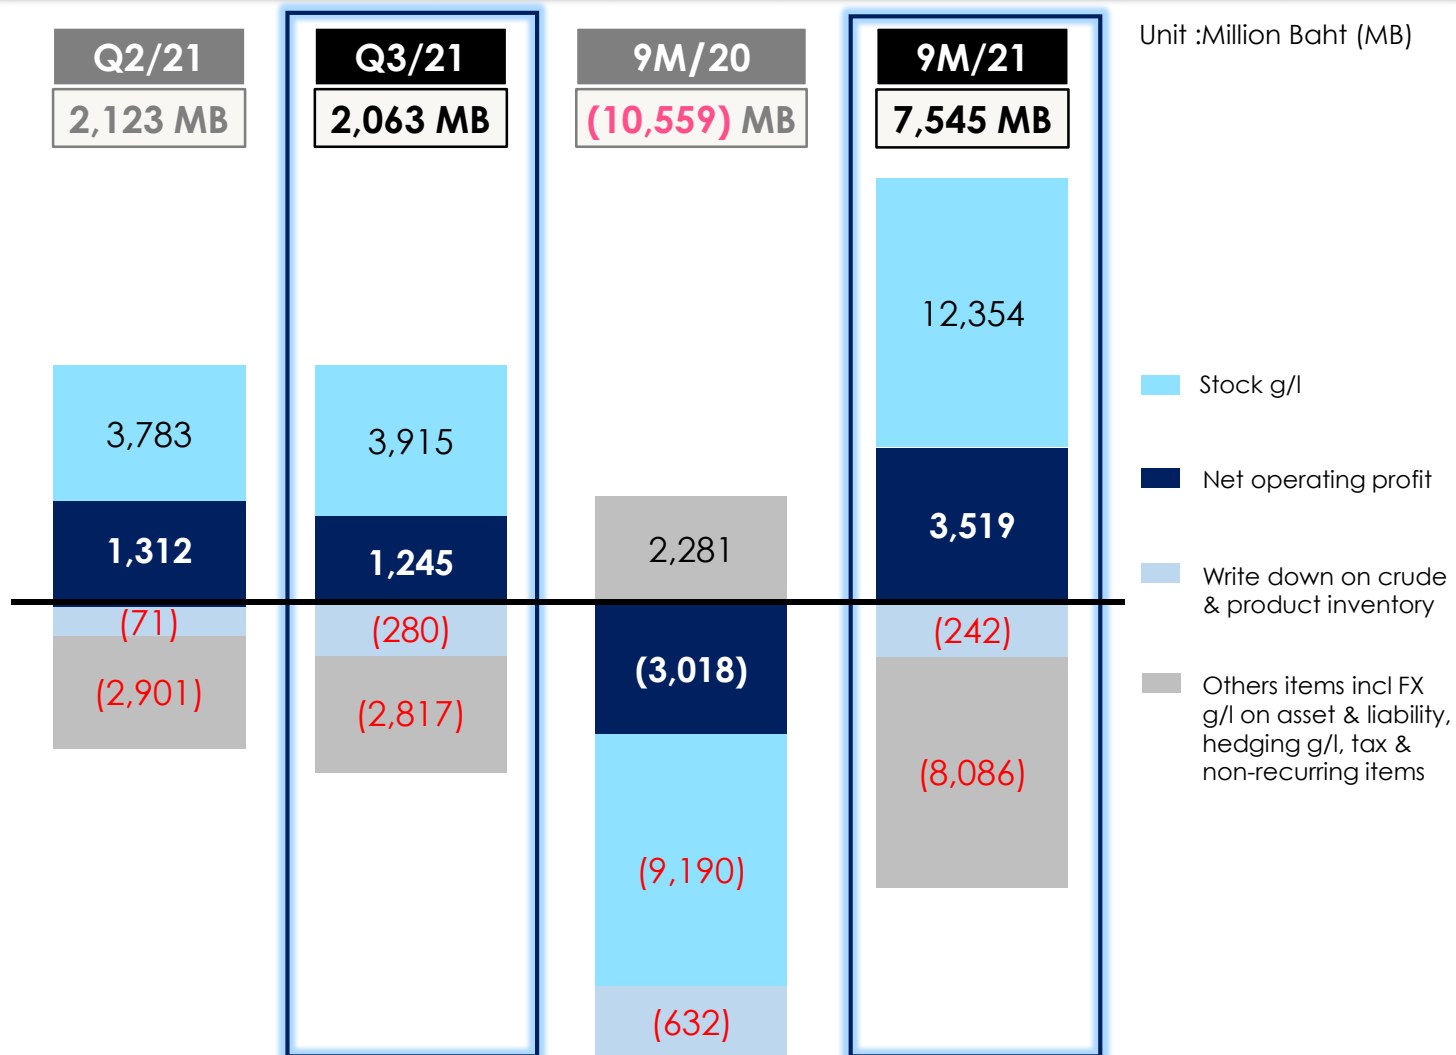 Unit :Million Baht (MB)
Q2/21
2,123 MB
Q3/21
2,063 MB
9M/20
(10,559) MB
9M/21
7,545 MB
3,783
1,312
(71)
(2,901)
3,915
1,245
(280)
(2,817)
2,281
(3,018)
(9,190)
(632)
12,354
3,519
(242)
(8,086)
Stock g/l
Net operating profit
Write down on crude
& product inventory
Others items incl FX
g/l on asset & liability,
hedging g/l, tax &
non-recurring items